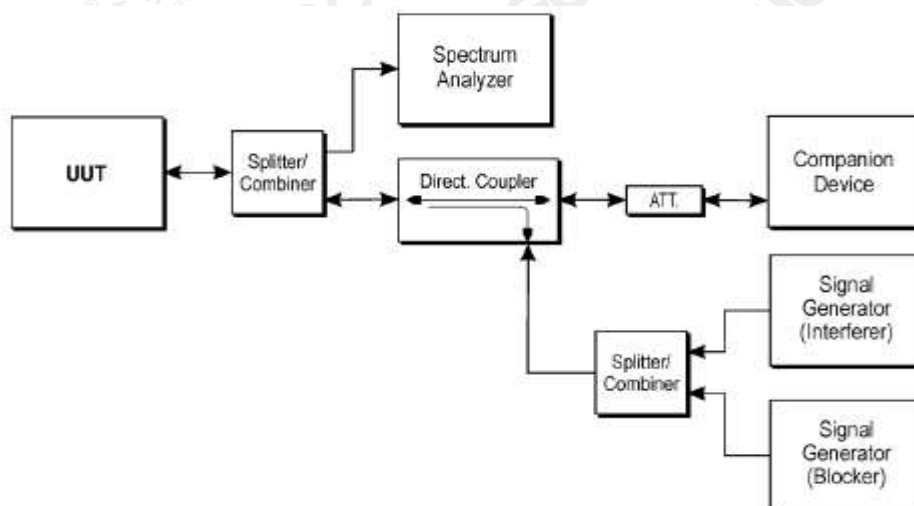 Spectrum
Analyzer
UUT
Splitter/
Combiner
Direct. Coupler
ATT.
Companion
Device
Signal
Generator
(Interferer)
Splitter/
Combiner
Signal
Generator
(Blocker)